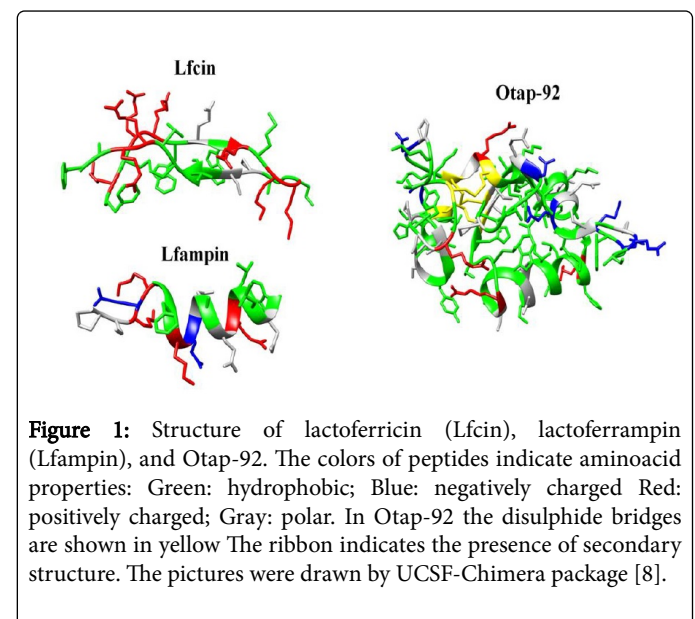 Lfcin
Otap-92
Lfampin
Figure 1: Structure of lactoferricin (Lfcin), lactoferrampin
(Lfampin), and Otap-92. The colors of peptides indicate aminoacid
properties: Green: hydrophobic; Blue: negatively charged Red:
positively charged; Gray: polar. In Otap-92 the disulphide bridges
are shown in yellow The ribbon indicates the presence of secondary
structure. The pictures were drawn by UCSF-Chimera package [8].